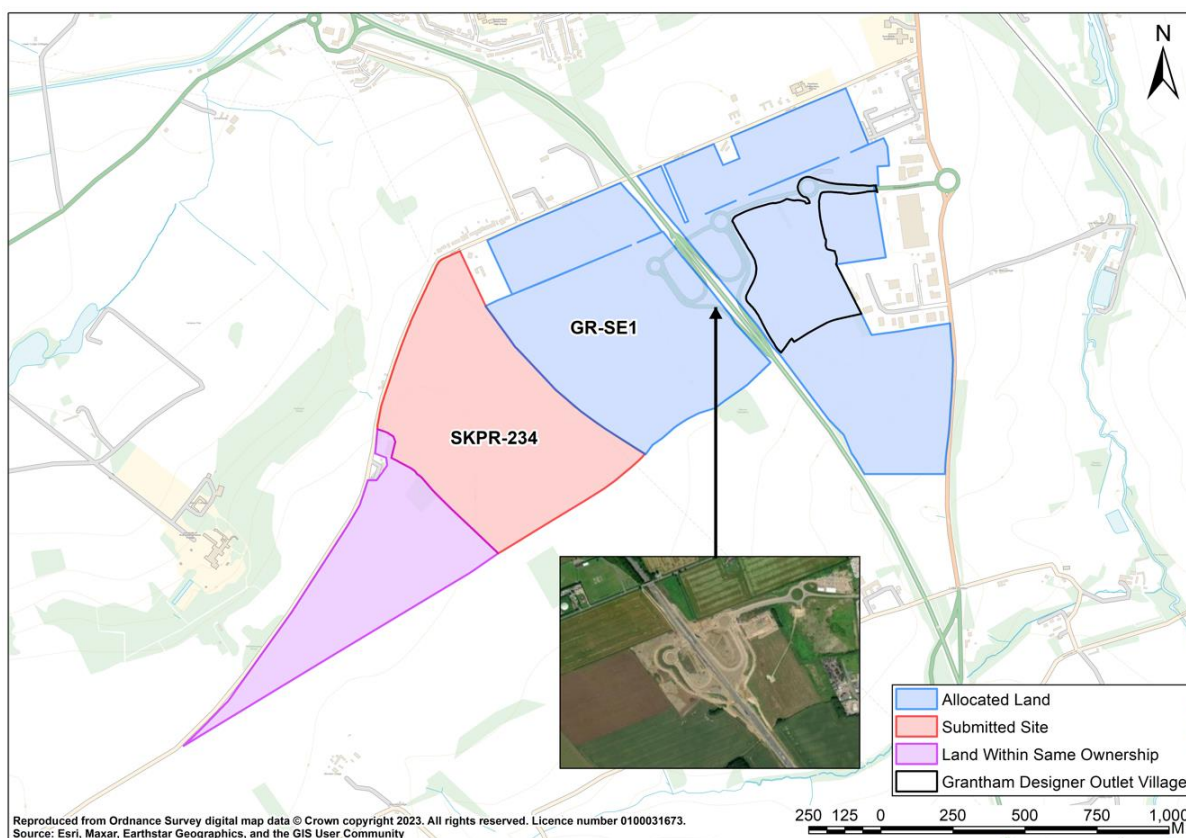 N
GR-SE1
SKPR-234
Allocated Land
Submitted Site
Land Within Same Ownership
Grantham Designer Outlet Village
Reproduced from Ordnance Survey digital map data © Crown copyright 2023. All rights reserved. Licence number 0100031673.
Source: Esri, Maxar, Earthstar Geographics, and the GIS User Community
250 125 0 250 500 750 1,000
M